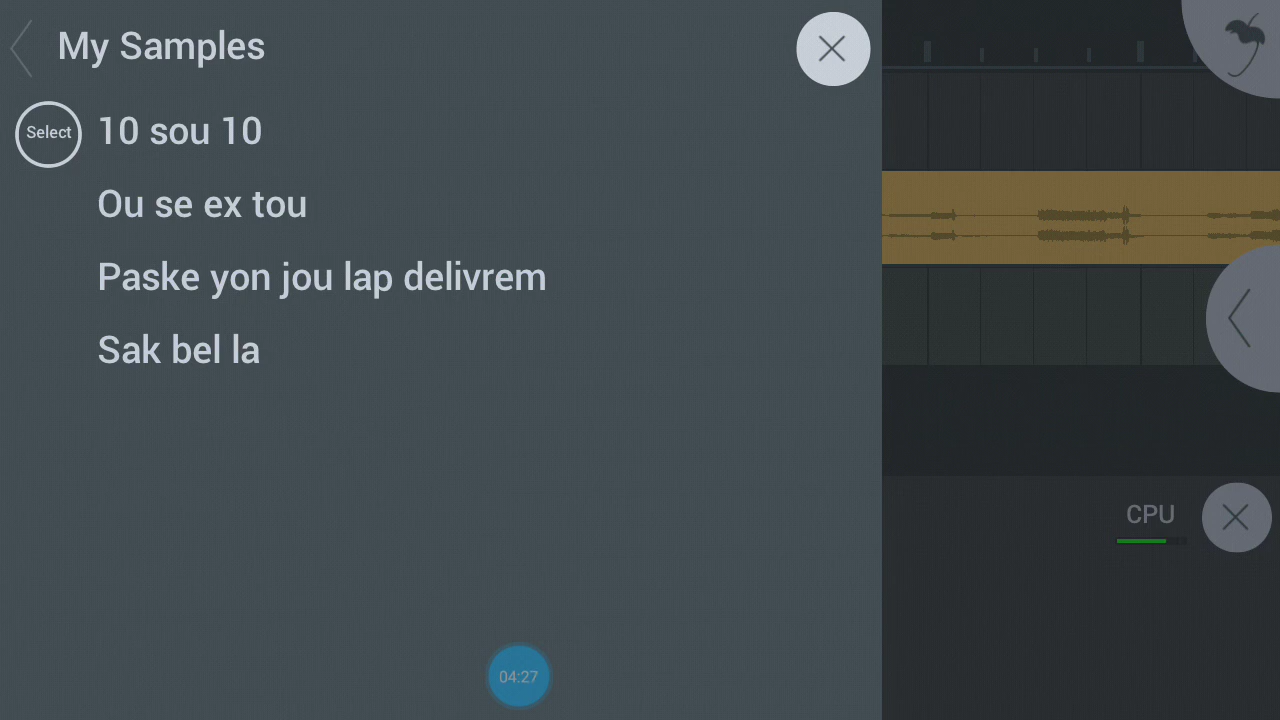 My Samples
Select
10 sou 10
Ou se ex tou
Paske yon jou lap delivrem
Sak bel la
CPU
04:27